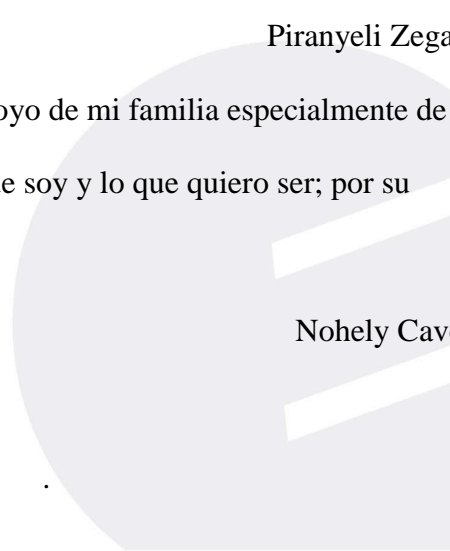 Piranyeli Zega
oyo de mi familia especialmente de
e soy y lo que quiero ser; por su
Nohely Cav
.